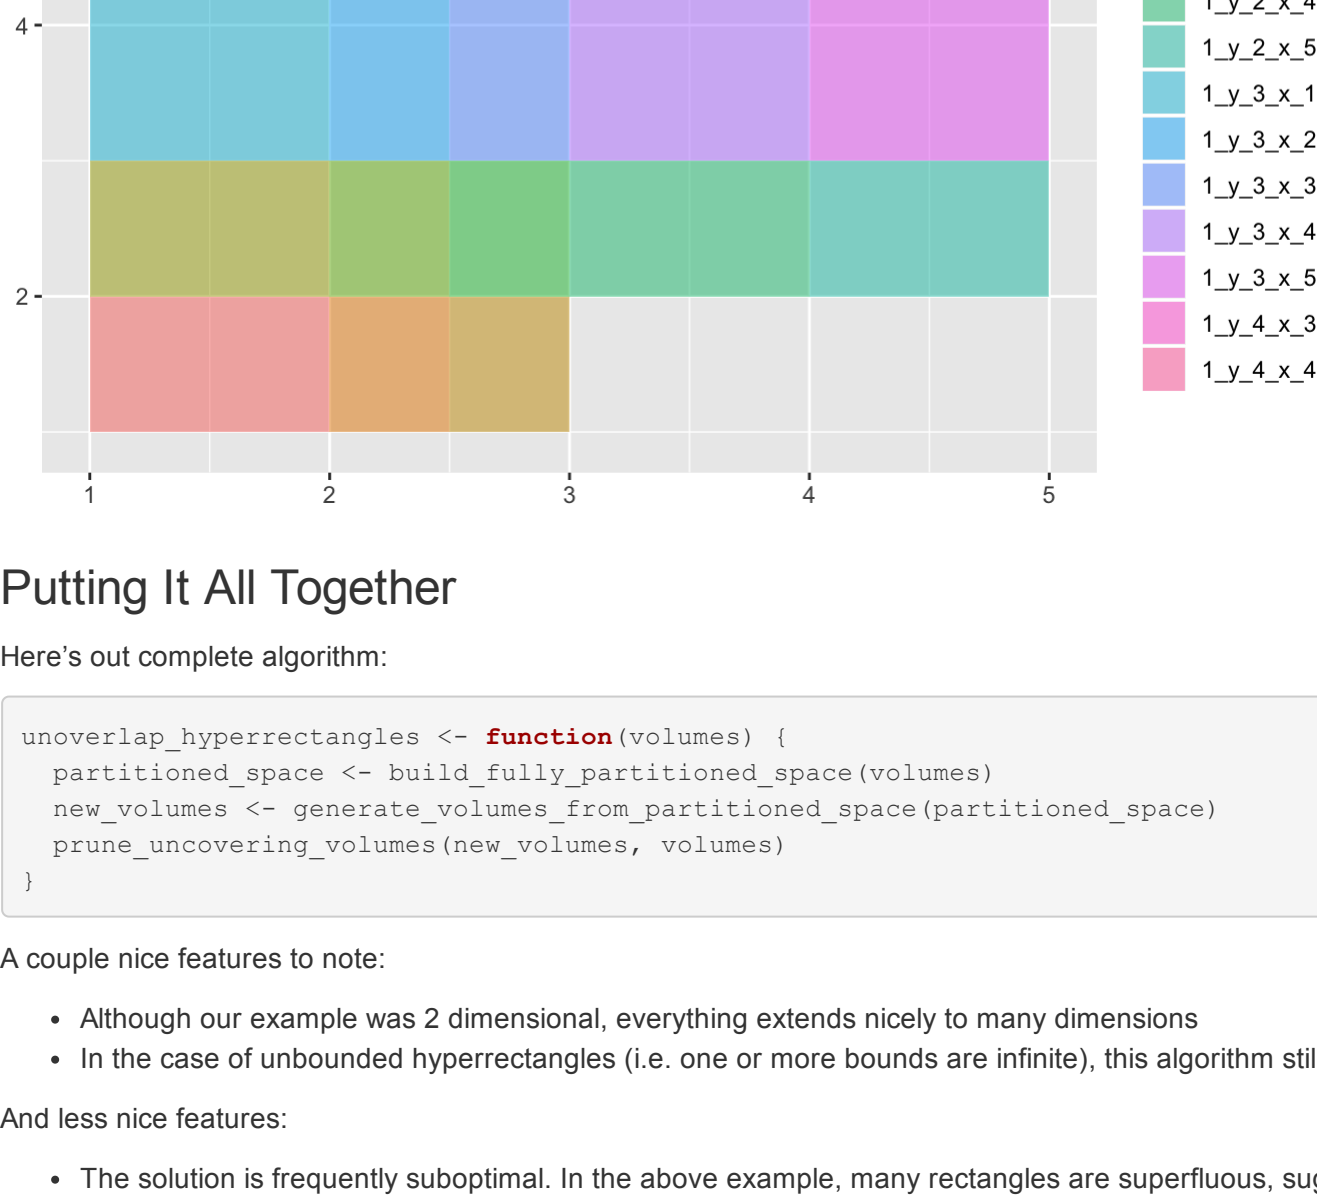 4
1_y_2_x_4
1_y_2_x_5
1_y_3_x_1
1_y_3_x_2
1_y_3_x_3
1_y_3_x_4
1_y_3_x_5
1_y_4_x_3
1_y_4_x_4
2
1 2 3 4 5
Putting It All Together
Here’s out complete algorithm:
unoverlap_hyperrectangles <- function(volumes) {
  partitioned_space <- build_fully_partitioned_space(volumes)
  new_volumes <- generate_volumes_from_partitioned_space(partitioned_space)
  prune_uncovering_volumes(new_volumes, volumes)
}
A couple nice features to note:
• Although our example was 2 dimensional, everything extends nicely to many dimensions
• In the case of unbounded hyperrectangles (i.e. one or more bounds are infinite), this algorithm
And less nice features:
• The solution is frequently suboptimal. In the above example, many rectangles are superfluous,